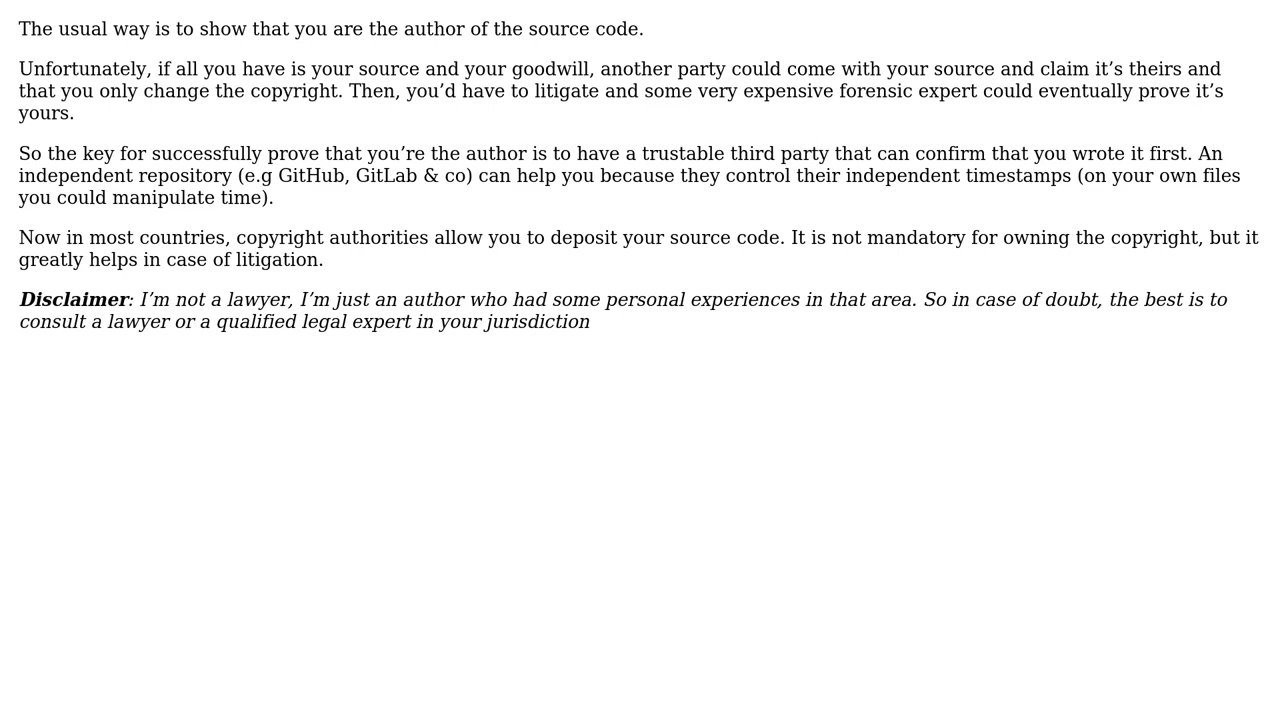 The usual way is to show that you are the author of the source code.
Unfortunately, if all you have is your source and your goodwill, another party could come with your source and claim it’s theirs and
that you only change the copyright. Then, you’d have to litigate and some very expensive forensic expert could eventually prove it’s
yours.
So the key for successfully prove that you’re the author is to have a trustable third party that can confirm that you wrote it first. An
independent repository (e.g GitHub, GitLab & co) can help you because they control their independent timestamps (on your own files
you could manipulate time).
Now in most countries, copyright authorities allow you to deposit your source code. It is not mandatory for owning the copyright, but it
greatly helps in case of litigation.
Disclaimer: I’m not a lawyer, I’m just an author who had some personal experiences in that area. So in case of doubt, the best is to
consult a lawyer or a qualified legal expert in your jurisdiction